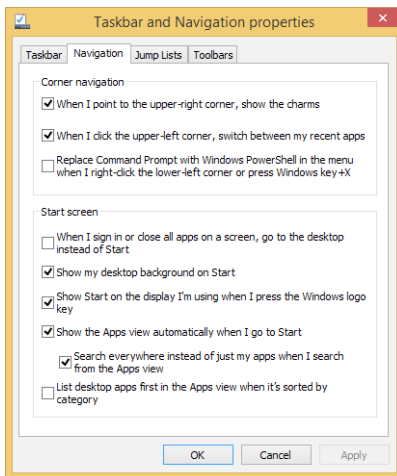 Taskbar and Navigation properties
Taskbar Navigation Jump Lists Toolbars
Corner navigation
When I point to the upper-right corner, show the charms
When I click the upper-left corner, switch between my recent apps
Replace Command Prompt with Windows PowerShell in the menu
when I right-click the lower-left corner or press Windows key+X
Start screen
When I sign in or close all apps on a screen, go to the desktop
instead of Start
Show my desktop background on Start
Show Start on the display I'm using when I press the Windows logo
key
Show the Apps view automatically when I go to Start
Search everywhere instead of just my apps when I search
from the Apps view
List desktop apps first in the Apps view when it's sorted by
category
OK Cancel Apply